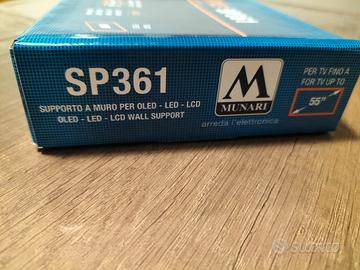 SP361
SUPPORTO A MURO PER OLED - LED - LCD
OLED - LED - LCD WALL SUPPORT
M
MUNARI
arreda l'elettronica
PER TV FINO A
FOR TV UP TO
55"
SUBITO